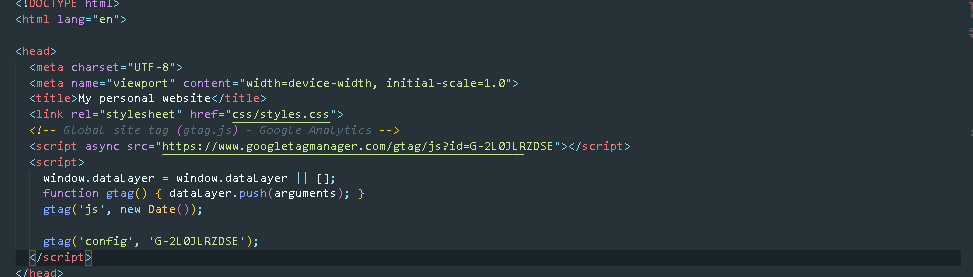 <!DOCTYPE html>
<html lang="en">
<head>
<meta charset="UTF-8">
<meta name="viewport" content="width=device-width, initial-scale=1.0">
<title>My personal website</title>
<link rel="stylesheet" href="css/styles.css">
<!-- Global site tag (gtag.js) - Google Analytics -->
<script async src="https://www.googletagmanager.com/gtag/js?id=G-2L0JLRZDSE"></script>
<script>
window.dataLayer = window.dataLayer || [];
function gtag() { dataLayer.push(arguments); }
gtag('js', new Date());
gtag('config', 'G-2L0JLRZDSE');
</script>
</head>